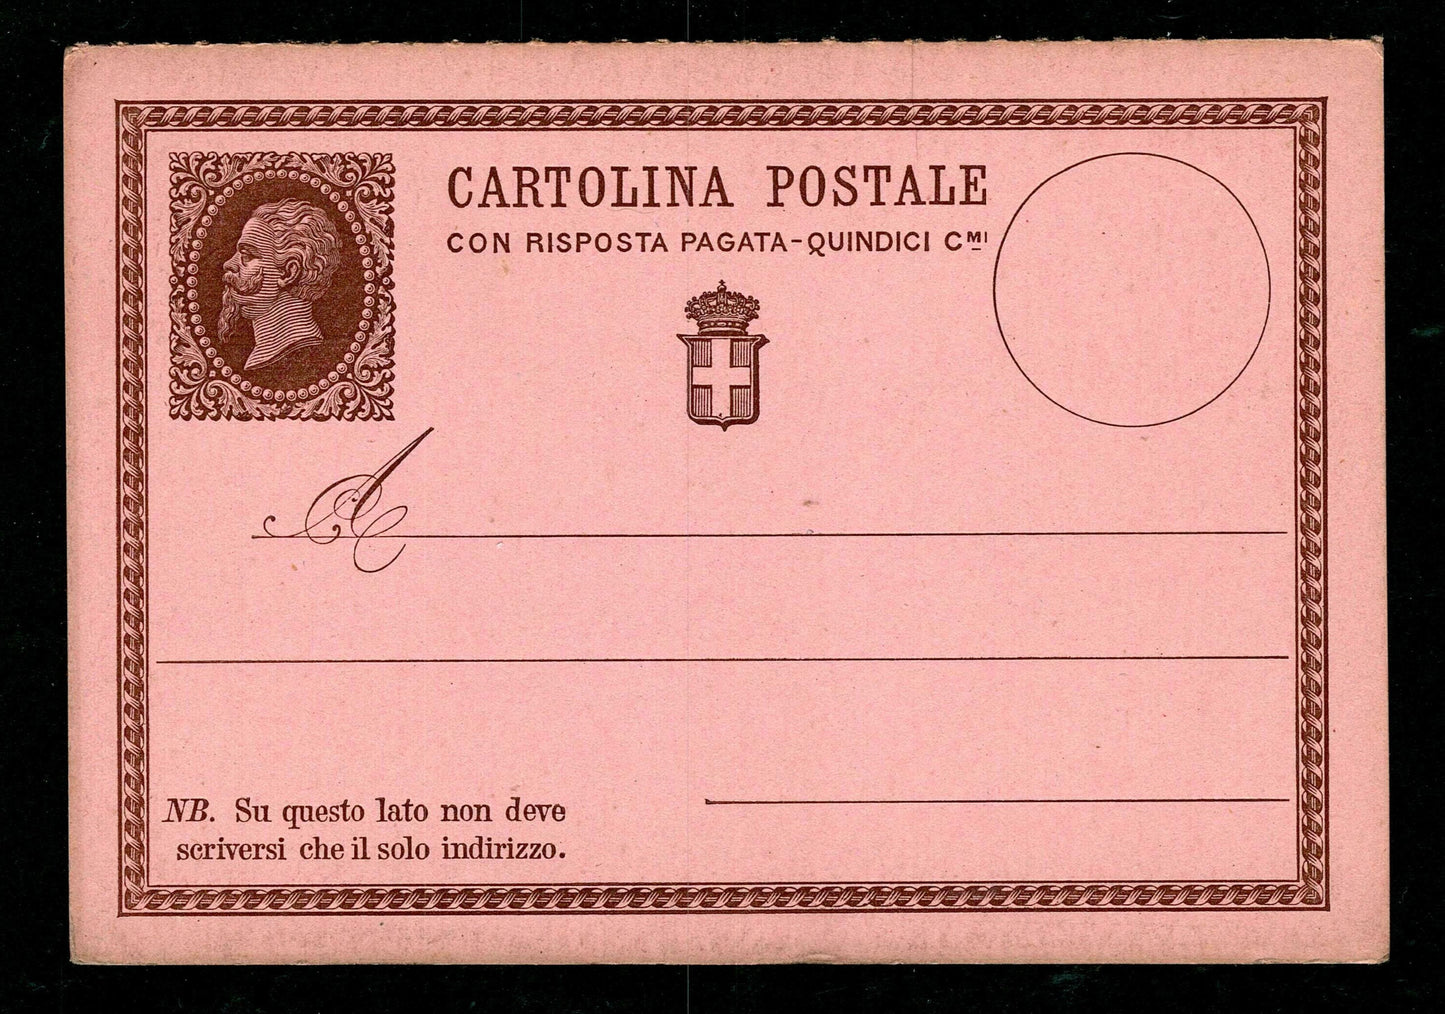 CARTOLINA POSTALE
CON RISPOSTA PAGATA-QUINDICI CMI
A
NB. Su questo lato non deve
scriversi che il solo indirizzo.